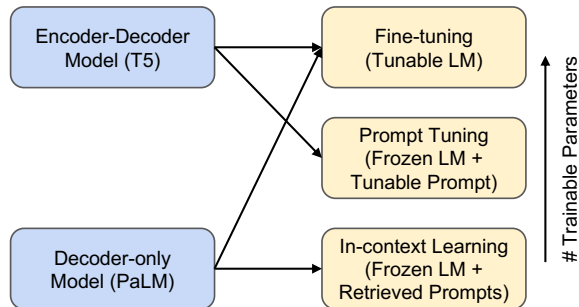 Encoder-Decoder
Model (T5)
Fine-tuning
(Tunable LM)
Prompt Tuning
(Frozen LM +
Tunable Prompt)
Decoder-only
Model (PaLM)
In-context Learning
(Frozen LM +
Retrieved Prompts)
# Trainable Parameters